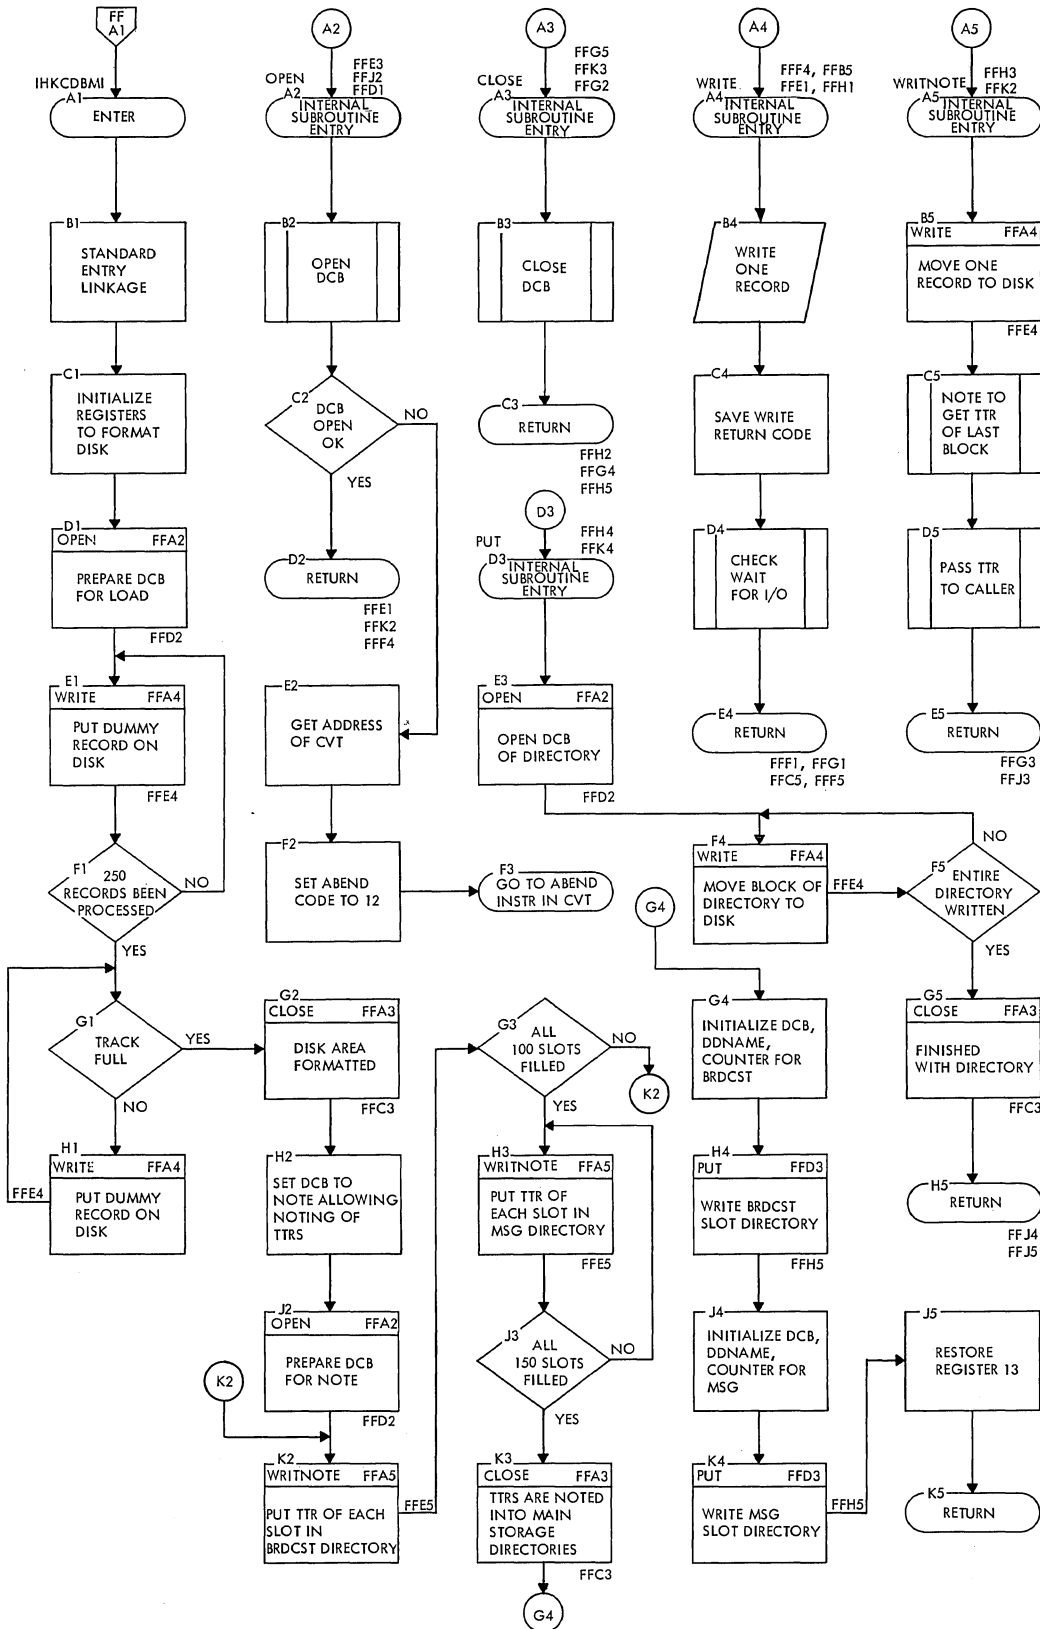 FF
A1
IHKCDBMI
A1
ENTER
B1
STANDARD
ENTRY
LINKAGE
C1
INITIALIZE
REGISTERS
TO FORMAT
DISK
D1
OPEN FFA2
PREPARE DCB
FOR LOAD
FFD2
E1
WRITE FFA4
PUT DUMMY
RECORD ON
DISK
FFE4
F1
250
RECORDS BEEN
PROCESSED
NO
YES
G1
TRACK
FULL
YES
NO
H1
WRITE FFA4
PUT DUMMY
RECORD ON
DISK
FFE4
A2
FFE3
FFJ2
FFD1
OPEN
A2
INTERNAL
SUBROUTINE
ENTRY
B2
OPEN
DCB
C2
DCB
OPEN
OK
NO
YES
D2
RETURN
FFE1
FFK2
FFF4
E2
GET ADDRESS
OF CVT
F2
SET ABEND
CODE TO 12
F3
GO TO ABEND
INSTR IN CVT
G2
CLOSE FFA3
DISK AREA
FORMATTED
FFC3
H2
SET DCB TO
NOTE ALLOWING
NOTING OF
TTRS
J2
OPEN FFA2
PREPARE DCB
FOR NOTE
FFD2
K2
K2
WRITNOTE FFA5
PUT TTR OF EACH
SLOT IN
BRDCST DIRECTORY
FFE5
A3
FFG5
FFK3
FFG2
CLOSE
A3
INTERNAL
SUBROUTINE
ENTRY
B3
CLOSE
DCB
C3
RETURN
FFH2
FFG4
FFH5
D3
FFH4
FFK4
PUT
D3
INTERNAL
SUBROUTINE
ENTRY
E3
OPEN FFA2
OPEN DCB
OF DIRECTORY
FFD2
G3
ALL
100 SLOTS
FILLED
NO
K2
YES
H3
WRITNOTE FFA5
PUT TTR OF
EACH SLOT IN
MSG DIRECTORY
FFE5
J3
ALL
150 SLOTS
FILLED
NO
YES
K3
CLOSE FFA3
TTRS ARE NOTED
INTO MAIN
STORAGE
DIRECTORIES
FFC3
G4
A4
FFF4, FFB5
FFE1, FFH1
WRITE
A4
INTERNAL
SUBROUTINE
ENTRY
B4
WRITE
ONE
RECORD
C4
SAVE WRITE
RETURN CODE
D4
CHECK
WAIT
FOR I/O
E4
RETURN
FFF1, FFG1
FFC5, FFF5
F4
WRITE FFA4
MOVE BLOCK OF
DIRECTORY TO
DISK
FFE4
G4
G4
INITIALIZE DCB,
DDNAME,
COUNTER FOR
BRDCST
H4
PUT FFD3
WRITE BRDCST
SLOT DIRECTORY
FFH5
J4
INITIALIZE DCB,
DDNAME,
COUNTER FOR
MSG
K4
PUT FFD3
WRITE MSG
SLOT DIRECTORY
FFH5
A5
FFH3
FFK2
WRITNOTE
A5
INTERNAL
SUBROUTINE
ENTRY
B5
WRITE FFA4
MOVE ONE
RECORD TO DISK
FFE4
C5
NOTE TO
GET TTR
OF LAST
BLOCK
D5
PASS TTR
TO CALLER
E5
RETURN
FFG3
FFJ3
NO
F5
ENTIRE
DIRECTORY
WRITTEN
YES
G5
CLOSE FFA3
FINISHED
WITH DIRECTORY
FFC3
H5
RETURN
FFJ4
FFJ5
J5
RESTORE
REGISTER 13
K5
RETURN